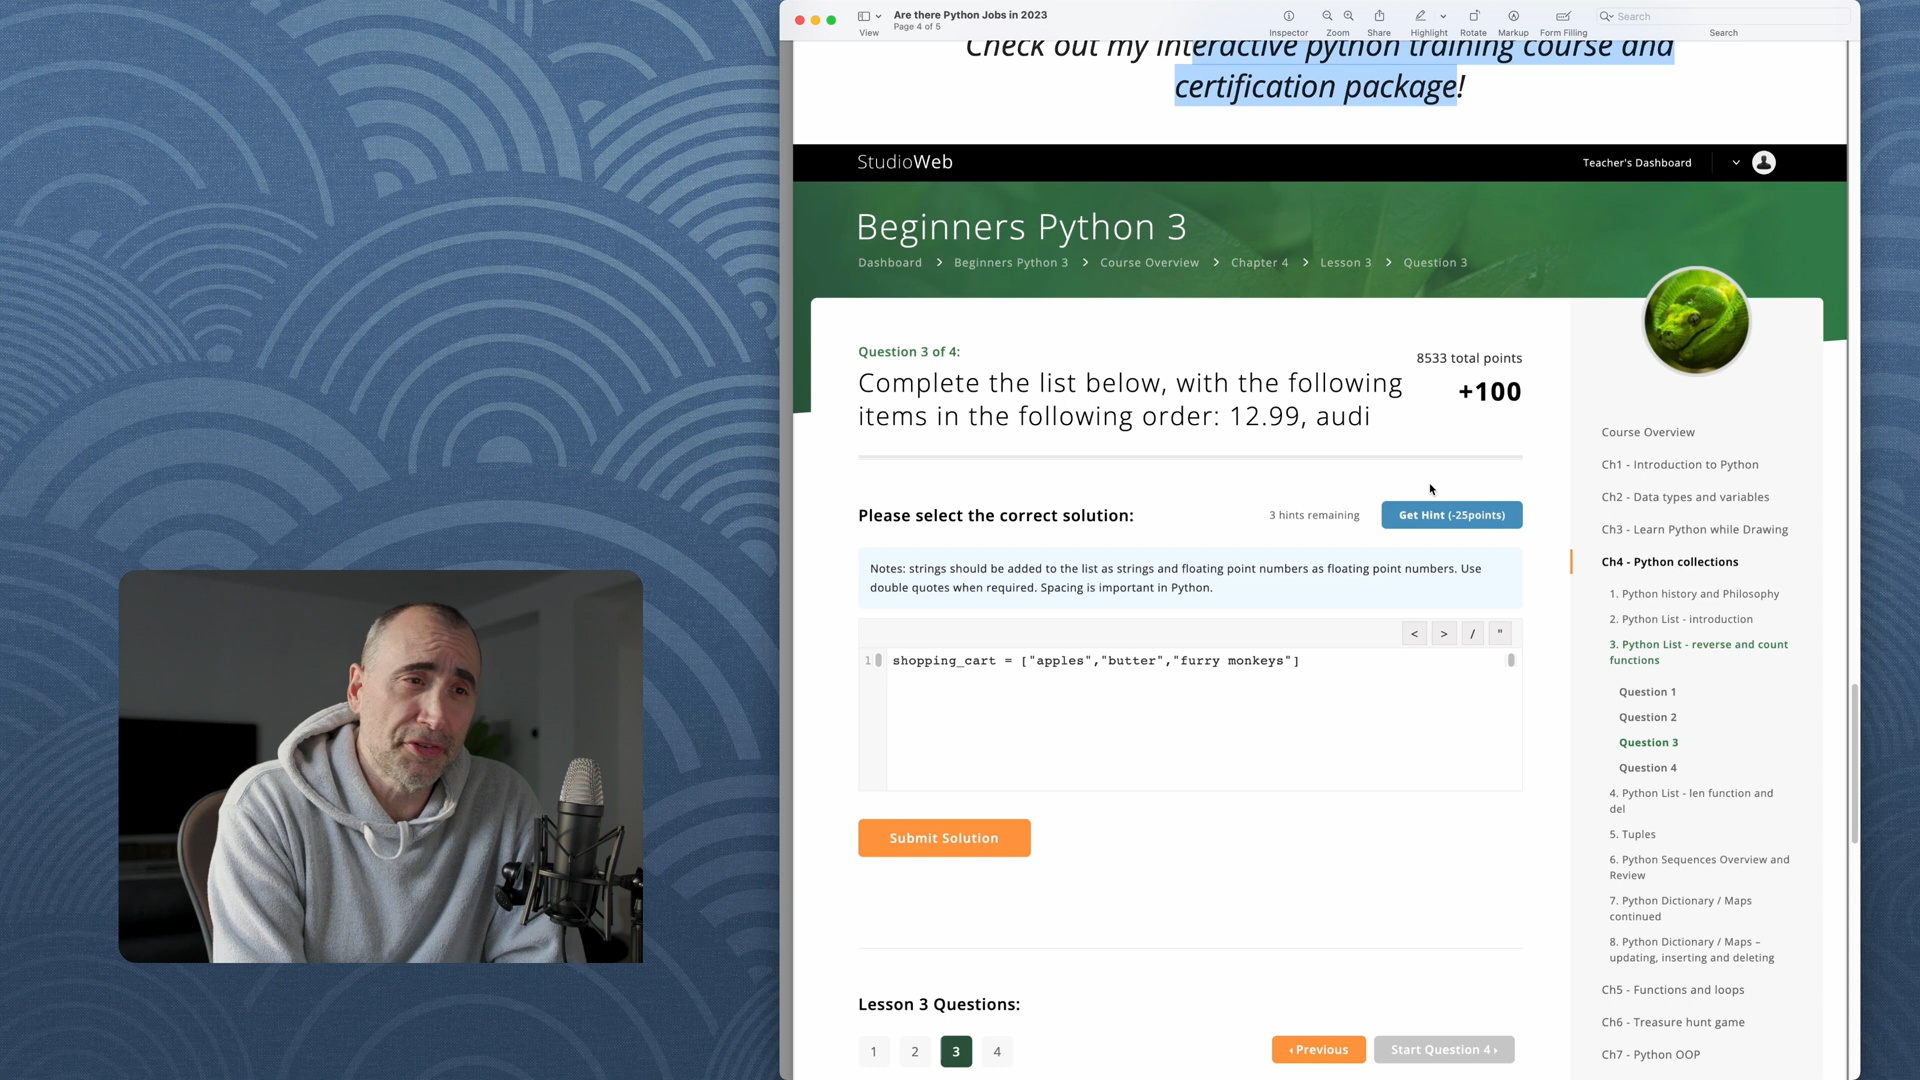 Are there Python Jobs in 2023
Page 4 of 5
View
Inspector
Zoom
Share
Highlight
Rotate
Markup
Form Filling
Search
Search
Check out my interactive python training course and
certification package!
StudioWeb
Teacher's Dashboard
Beginners Python 3
Dashboard > Beginners Python 3 > Course Overview > Chapter 4 > Lesson 3 > Question 3
Question 3 of 4:
8533 total points
Complete the list below, with the following
items in the following order: 12.99, audi
+100
Please select the correct solution:
3 hints remaining
Get Hint (-25points)
Notes: strings should be added to the list as strings and floating point numbers as floating point numbers. Use
double quotes when required. Spacing is important in Python.
< > / "
1 shopping_cart = ["apples","butter","furry monkeys"]
Submit Solution
Lesson 3 Questions:
1 2 3 4
‹ Previous
Start Question 4 ›
Course Overview
Ch1 - Introduction to Python
Ch2 - Data types and variables
Ch3 - Learn Python while Drawing
Ch4 - Python collections
1. Python history and Philosophy
2. Python List - introduction
3. Python List - reverse and count
functions
Question 1
Question 2
Question 3
Question 4
4. Python List - len function and
del
5. Tuples
6. Python Sequences Overview and
Review
7. Python Dictionary / Maps
continued
8. Python Dictionary / Maps –
updating, inserting and deleting
Ch5 - Functions and loops
Ch6 - Treasure hunt game
Ch7 - Python OOP